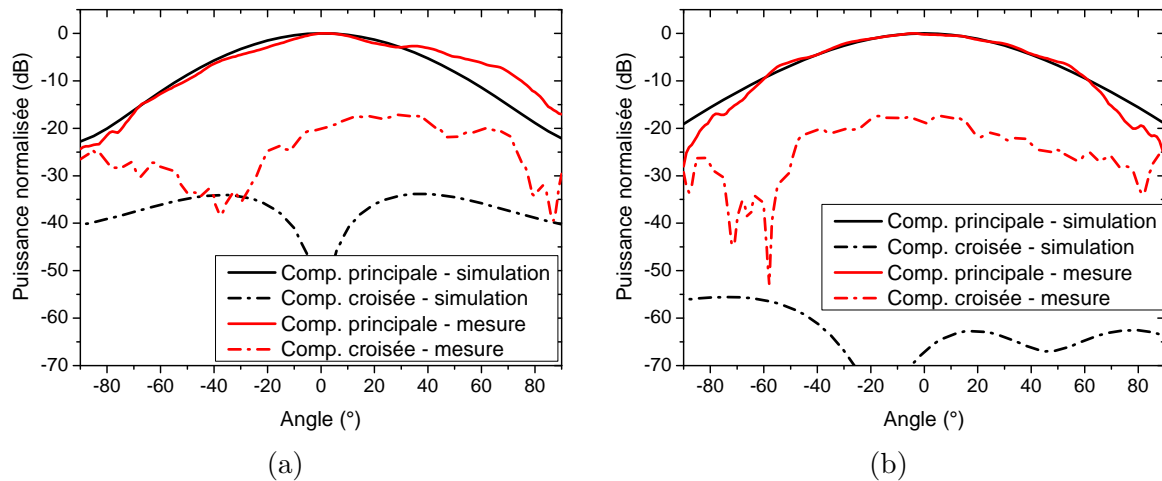 0
-10
-20
-30
-40
-50
-60
-70
Puissance normalisée (dB)
-80 -60 -40 -20 0 20 40 60 80
Angle (°)
Comp. principale - simulation
Comp. croisée - simulation
Comp. principale - mesure
Comp. croisée - mesure
(a)
0
-10
-20
-30
-40
-50
-60
-70
Puissance normalisée (dB)
-80 -60 -40 -20 0 20 40 60 80
Angle (°)
Comp. principale - simulation
Comp. croisée - simulation
Comp. principale - mesure
Comp. croisée - mesure
(b)